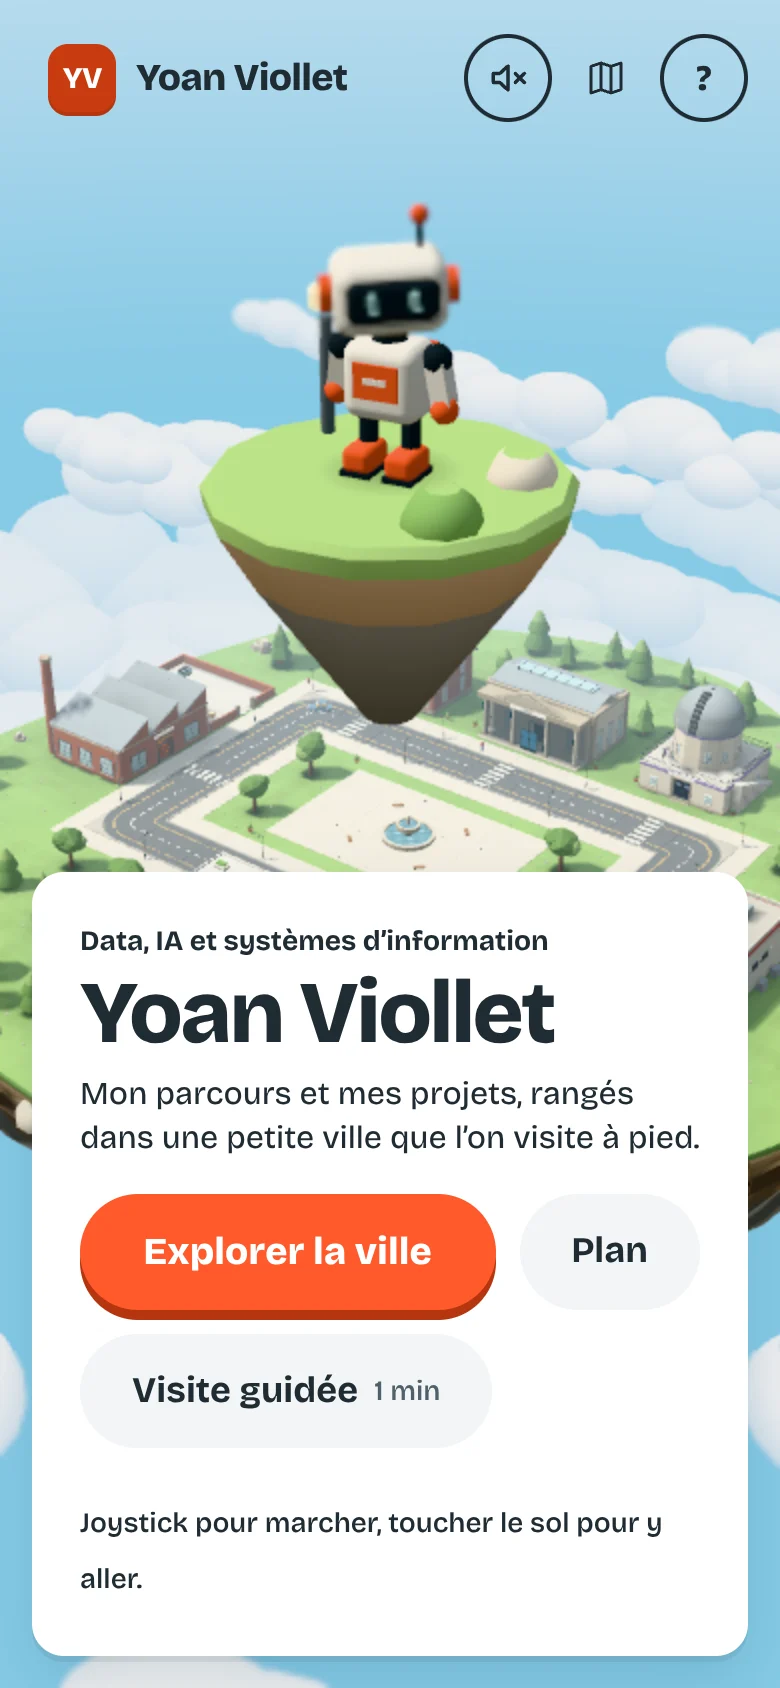 YV
Yoan Viollet
?
Data, IA et systèmes d’information
Yoan Viollet
Mon parcours et mes projets, rangés
dans une petite ville que l’on visite à pied.
Explorer la ville
Plan
Visite guidée 1 min
Joystick pour marcher, toucher le sol pour y
aller.